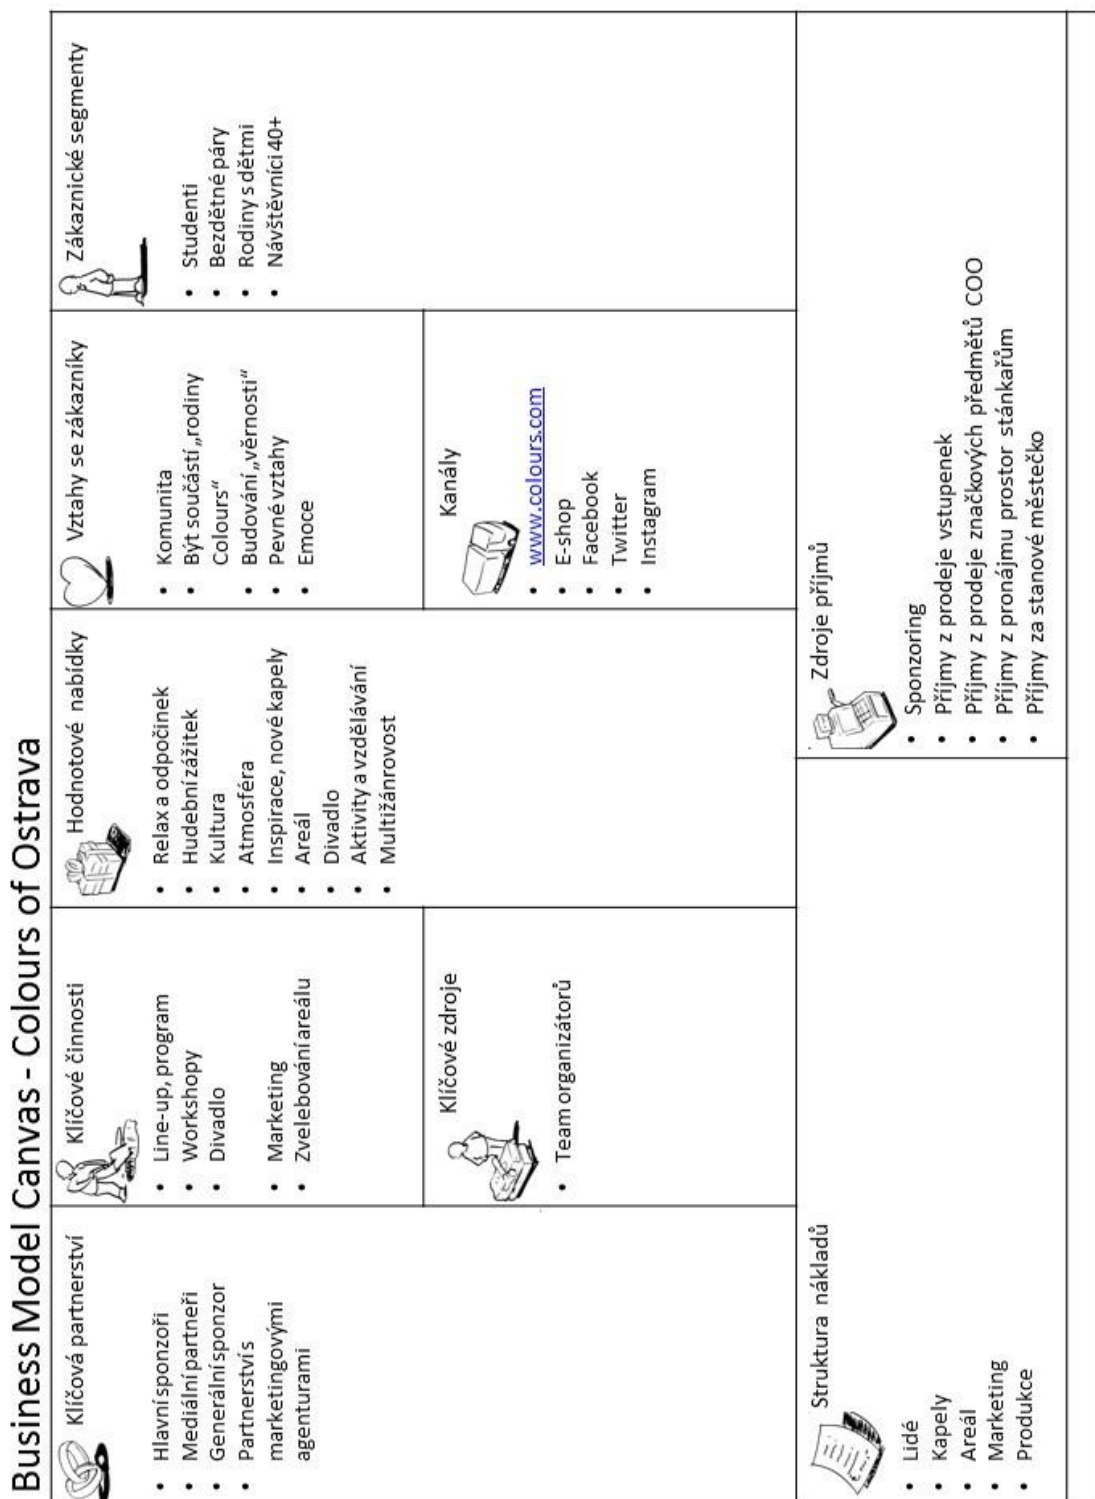 Business Model Canvas - Colours of Ostrava
Klíčová partnerství
• Hlavní sponzoři
• Mediální partneři
• Generální sponzor
• Partnerství s
marketingovými
agenturami
Klíčové činnosti
• Line-up, program
• Workshopy
• Divadlo
• Marketing
• Zvelebování areálu
Klíčové zdroje
• Team organizátorů
Hodnotové nabídky
• Relax a odpočinek
• Hudební zážitek
• Kultura
• Atmosféra
• Inspirace, nové kapely
• Areál
• Divadlo
• Aktivity a vzdělávání
• Multižánrovost
Vztahy se zákazníky
• Komunita
• Být součástí „rodiny
Colours“
• Budování „věrnosti“
• Pevné vztahy
• Emoce
Kanály
• www.colours.com
• E-shop
• Facebook
• Twitter
• Instagram
Zákaznické segmenty
• Studenti
• Bezdětné páry
• Rodiny s dětmi
• Návštěvníci 40+
Struktura nákladů
• Lidé
• Kapely
• Areál
• Marketing
• Produkce
Zdroje příjmů
• Sponzoring
• Příjmy z prodeje vstupenek
• Příjmy z prodeje značkových předmětů COO
• Příjmy z pronájmu prostor stánkařům
• Příjmy za stanové městečko